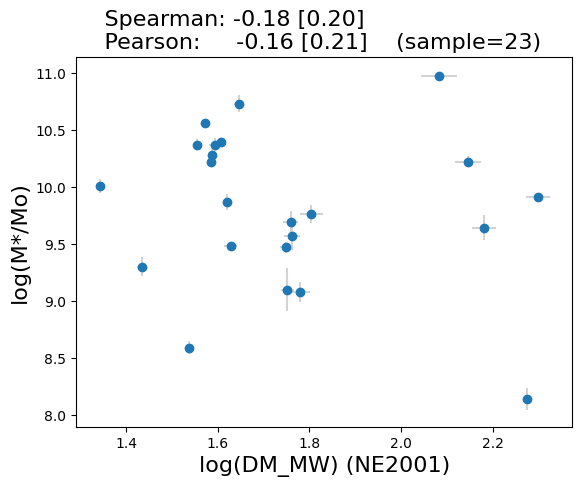 Spearman: -0.18 [0.20]
Pearson: -0.16 [0.21] (sample=23)
11.0
10.5
10.0
9.5
9.0
8.5
8.0
log(M*/Mo)
1.4 1.6 1.8 2.0 2.2
log(DM_MW) (NE2001)